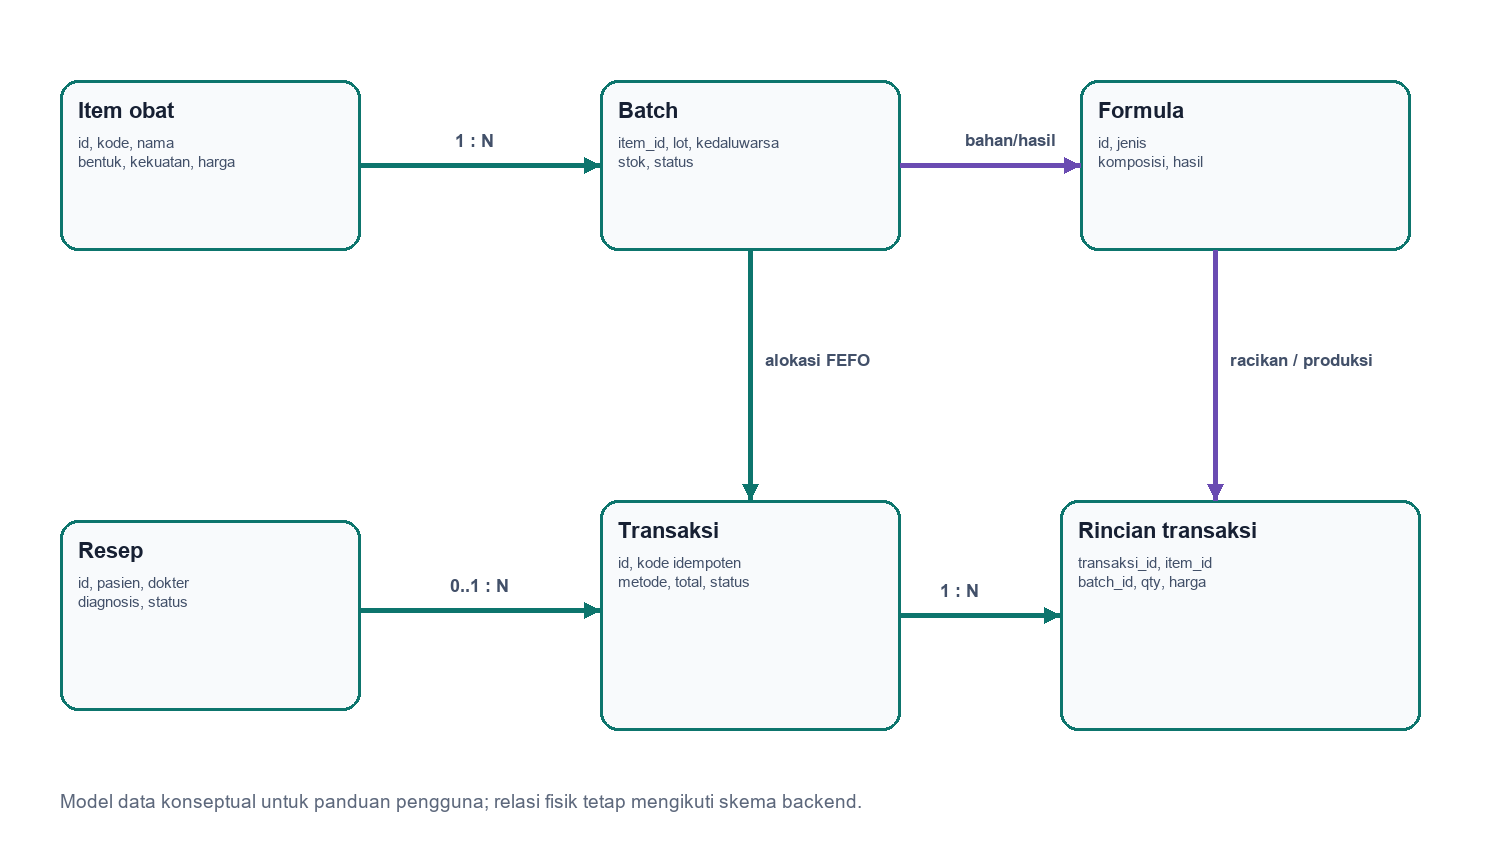 Item obat
id, kode, nama
bentuk, kekuatan, harga
1 : N
Batch
item_id, lot, kedaluwarsa
stok, status
bahan/hasil
Formula
id, jenis
komposisi, hasil
alokasi FEFO
racikan / produksi
Resep
id, pasien, dokter
diagnosis, status
0..1 : N
Transaksi
id, kode idempoten
metode, total, status
1 : N
Rincian transaksi
transaksi_id, item_id
batch_id, qty, harga
Model data konseptual untuk panduan pengguna; relasi fisik tetap mengikuti skema backend.